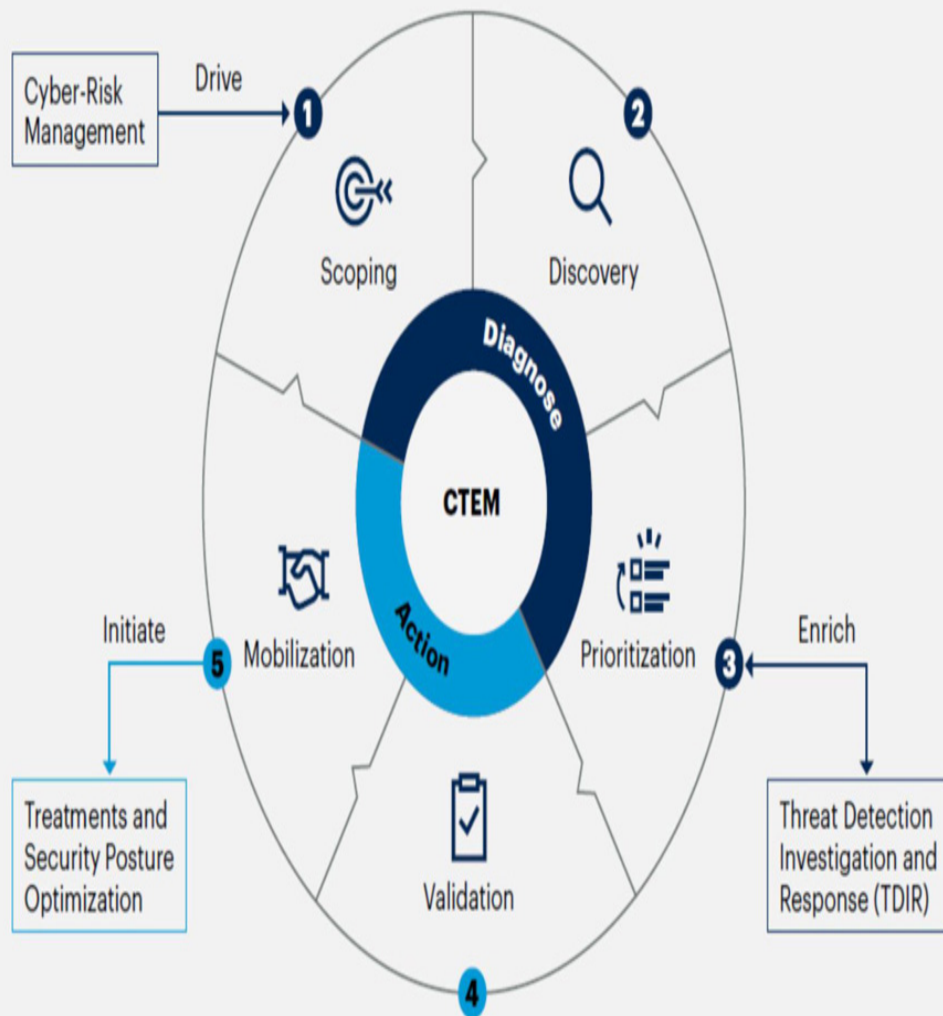 Cyber-Risk
Management
Drive
1
2
Scoping
Discovery
Diagnose
CTEM
Action
Initiate
5
Mobilization
Prioritization
3
Enrich
Treatments and
Security Posture
Optimization
Validation
Threat Detection
Investigation and
Response (TDIR)
4